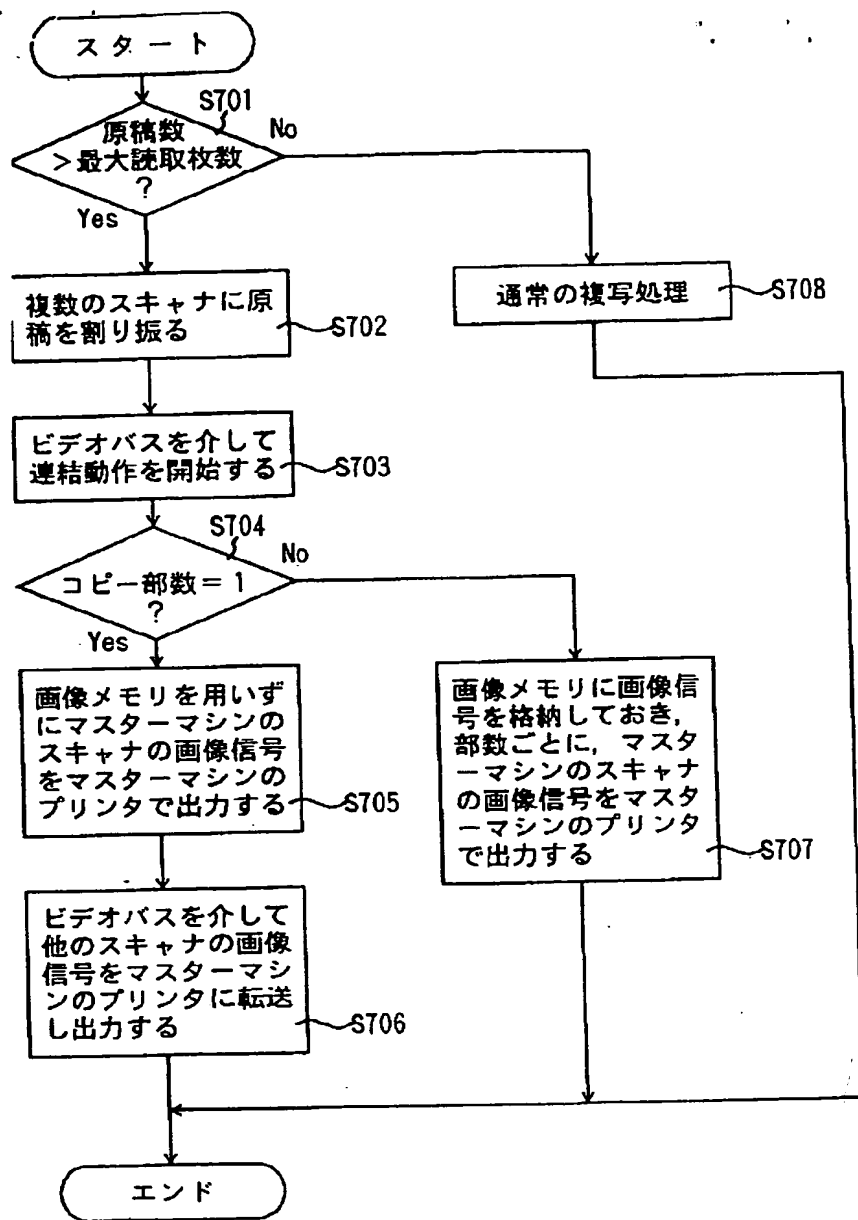 スタート
S701
原稿数
＞最大読取枚数
?
No
Yes
複数のスキャナに原
稿を割り振る
S702
通常の複写処理
S708
ビデオバスを介して
連結動作を開始する
S703
S704
コピー部数＝1
?
No
Yes
画像メモリを用いず
にマスターマシンの
スキャナの画像信号
をマスターマシンの
プリンタで出力する
S705
画像メモリに画像信
号を格納しておき，
部数ごとに，マスタ
ーマシンのスキャナ
の画像信号をマスタ
ーマシンのプリンタ
で出力する
S707
ビデオバスを介して
他のスキャナの画像
信号をマスターマシ
ンのプリンタに転送
し出力する
S706
エンド